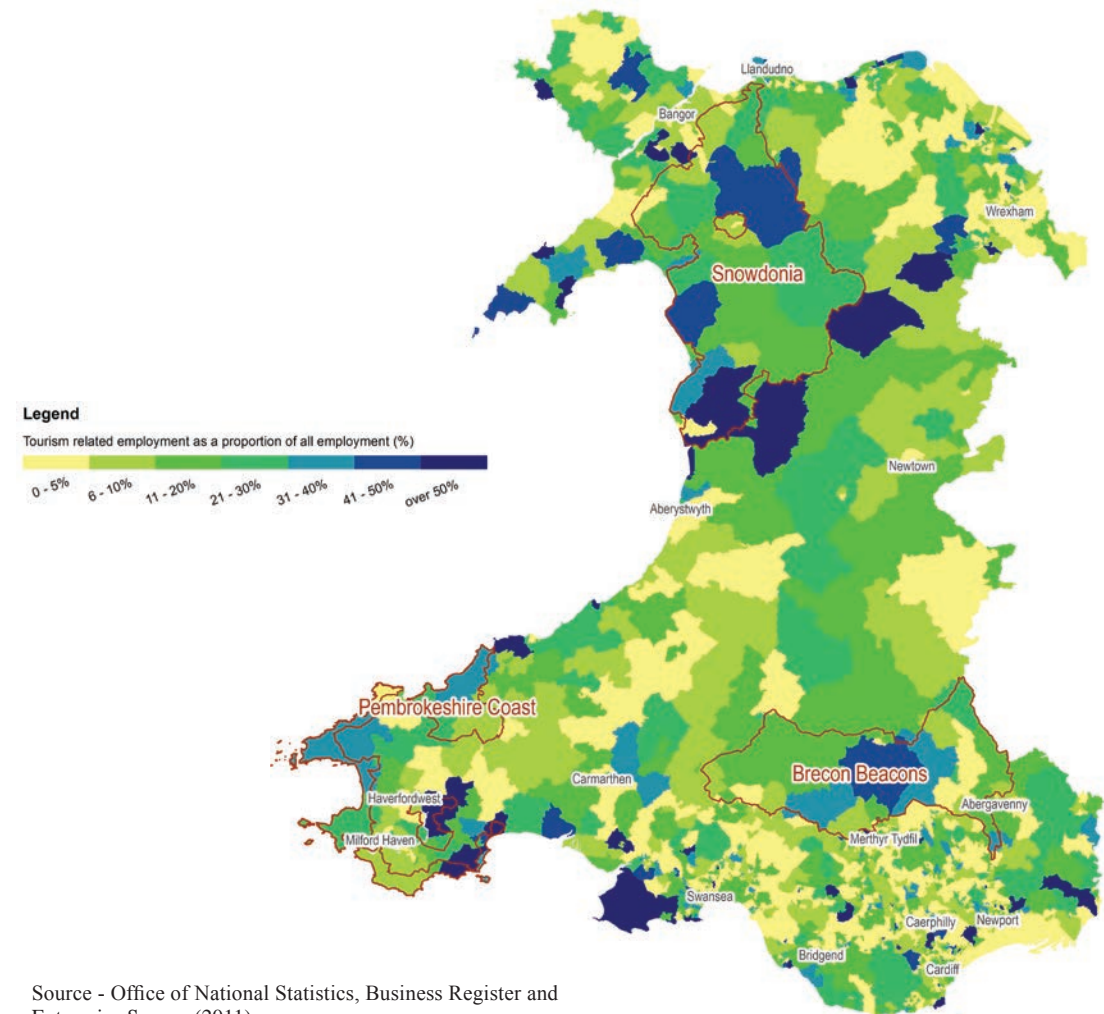 Llandudno
Bangor
Wrexham
Snowdonia
Legend
Tourism related employment as a proportion of all employment (%)
0 - 5% 6 - 10% 11 - 20% 21 - 30% 31 - 40% 41 - 50% over 50%
Newtown
Aberystwyth
Pembrokeshire Coast
Brecon Beacons
Carmarthen
Haverfordwest
Abergavenny
Milford Haven
Merthyr Tydfil
Swansea
Caerphilly
Newport
Bridgend
Cardiff
Source - Office of National Statistics, Business Register and
(2011)